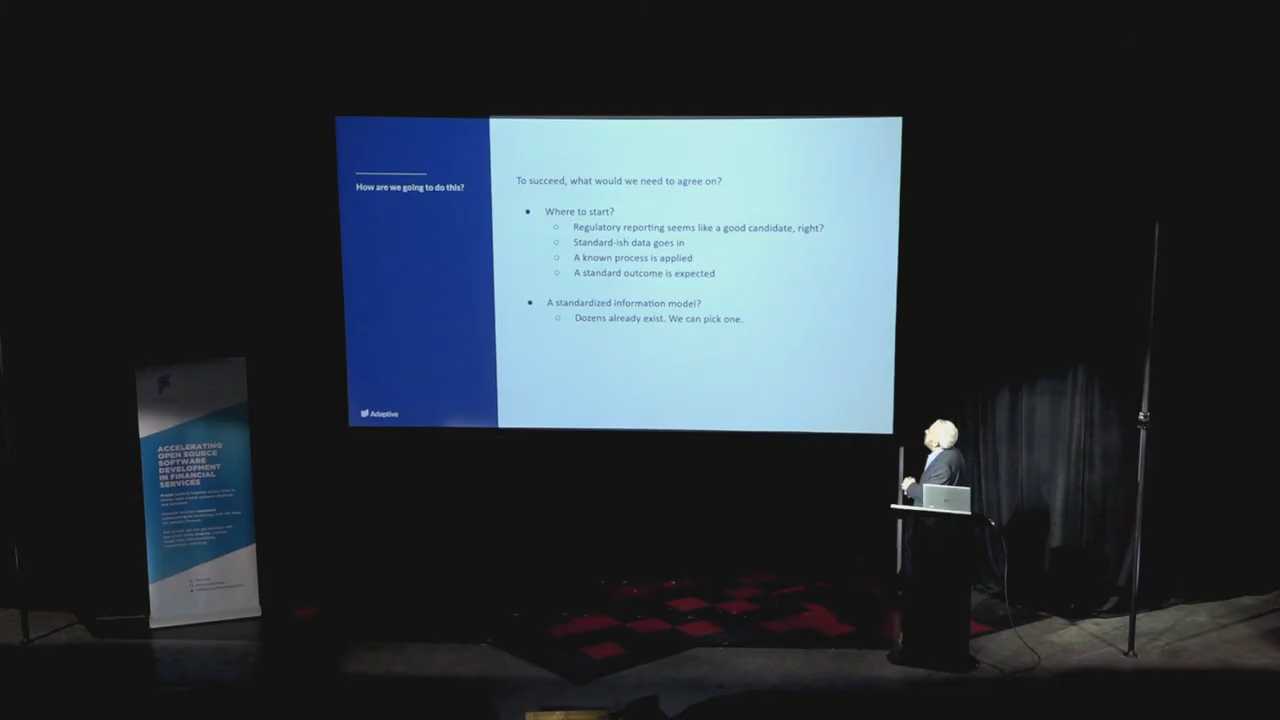 How are we going to do this?
To succeed, what would we need to agree on?
Where to start?
Regulatory reporting seems like a good candidate, right?
Standard-ish data goes in
A known process is applied
A standard outcome is expected
A standardized information model?
Dozens already exist. We can pick one.
Adaptive
ACCELERATING
OPEN SOURCE
SOFTWARE
DEVELOPMENT
IN FINANCIAL
SERVICES